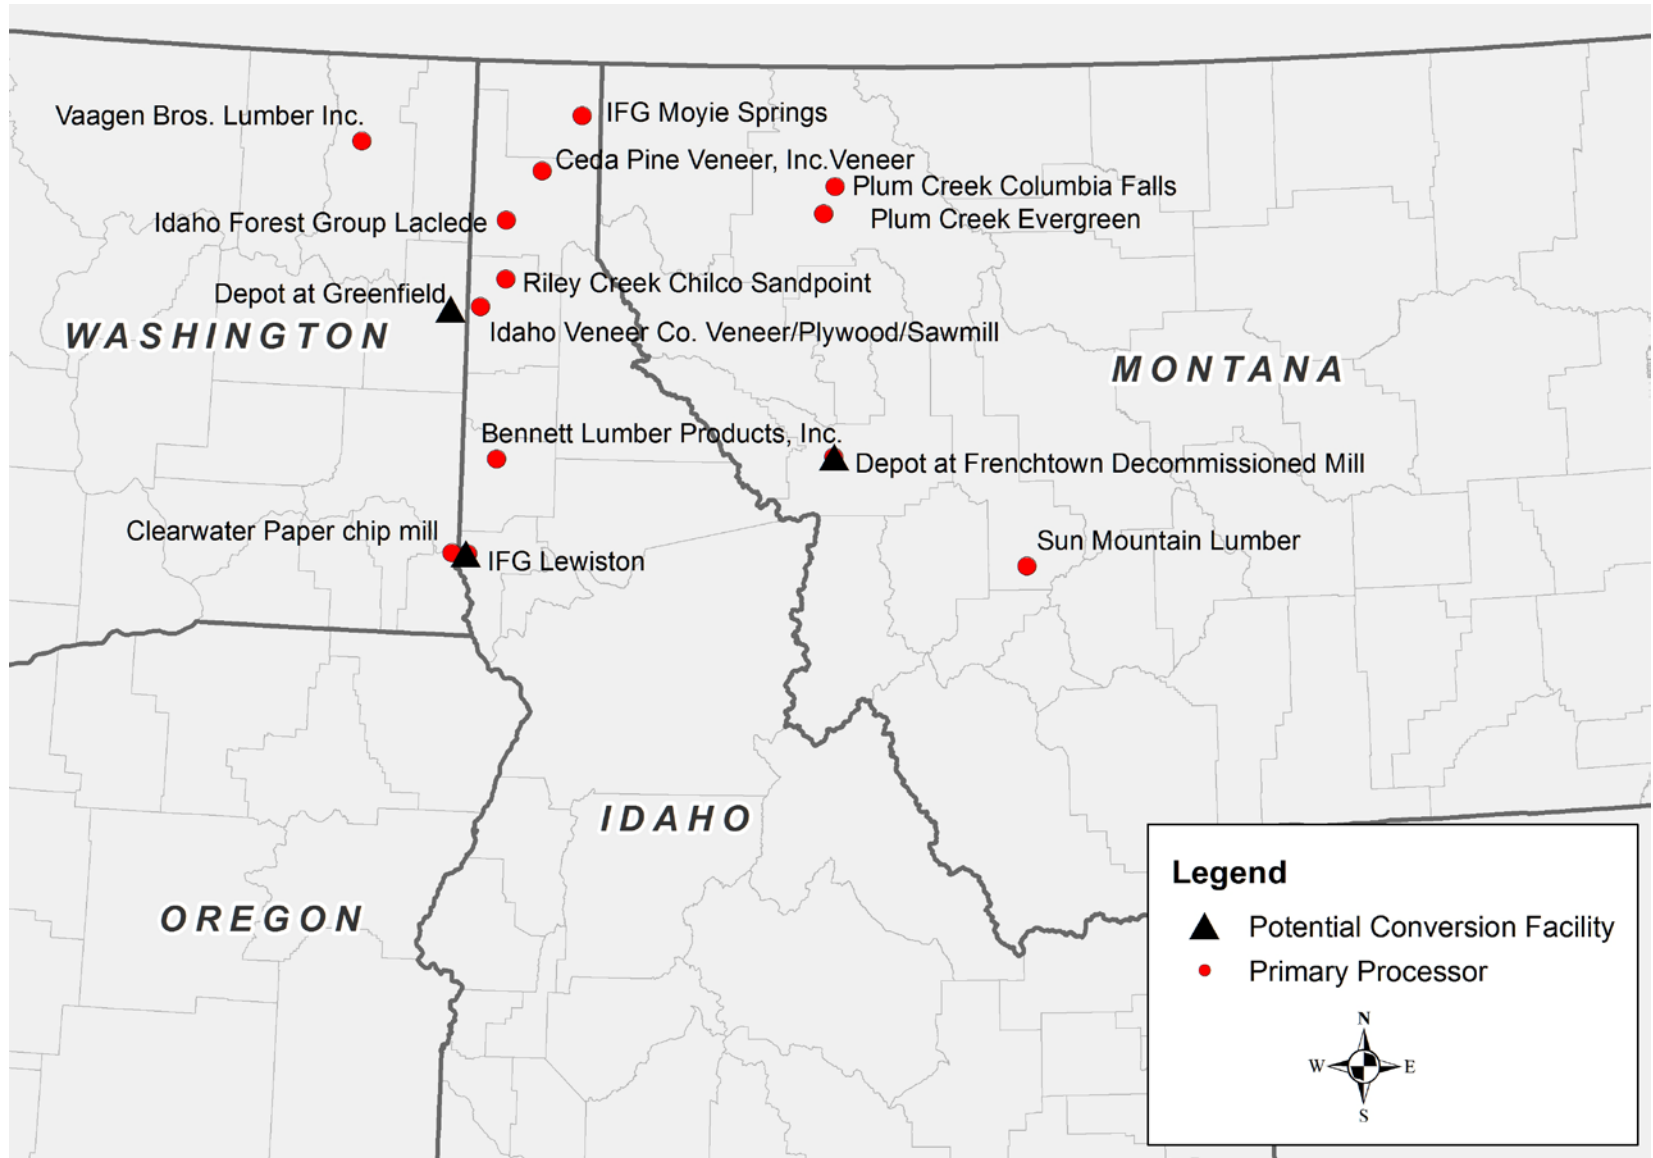 Vaagen Bros. Lumber Inc.
IFG Moyie Springs
Ceda Pine Veneer, Inc.Veneer
Plum Creek Columbia Falls
Plum Creek Evergreen
Idaho Forest Group Laclede
Riley Creek Chilco Sandpoint
Depot at Greenfield
WASHINGTON
Idaho Veneer Co. Veneer/Plywood/Sawmill
MONTANA
Bennett Lumber Products, Inc.
Depot at Frenchtown Decommissioned Mill
Clearwater Paper chip mill
IFG Lewiston
Sun Mountain Lumber
IDAHO
OREGON
Legend
Potential Conversion Facility
Primary Processor
N
W E
S